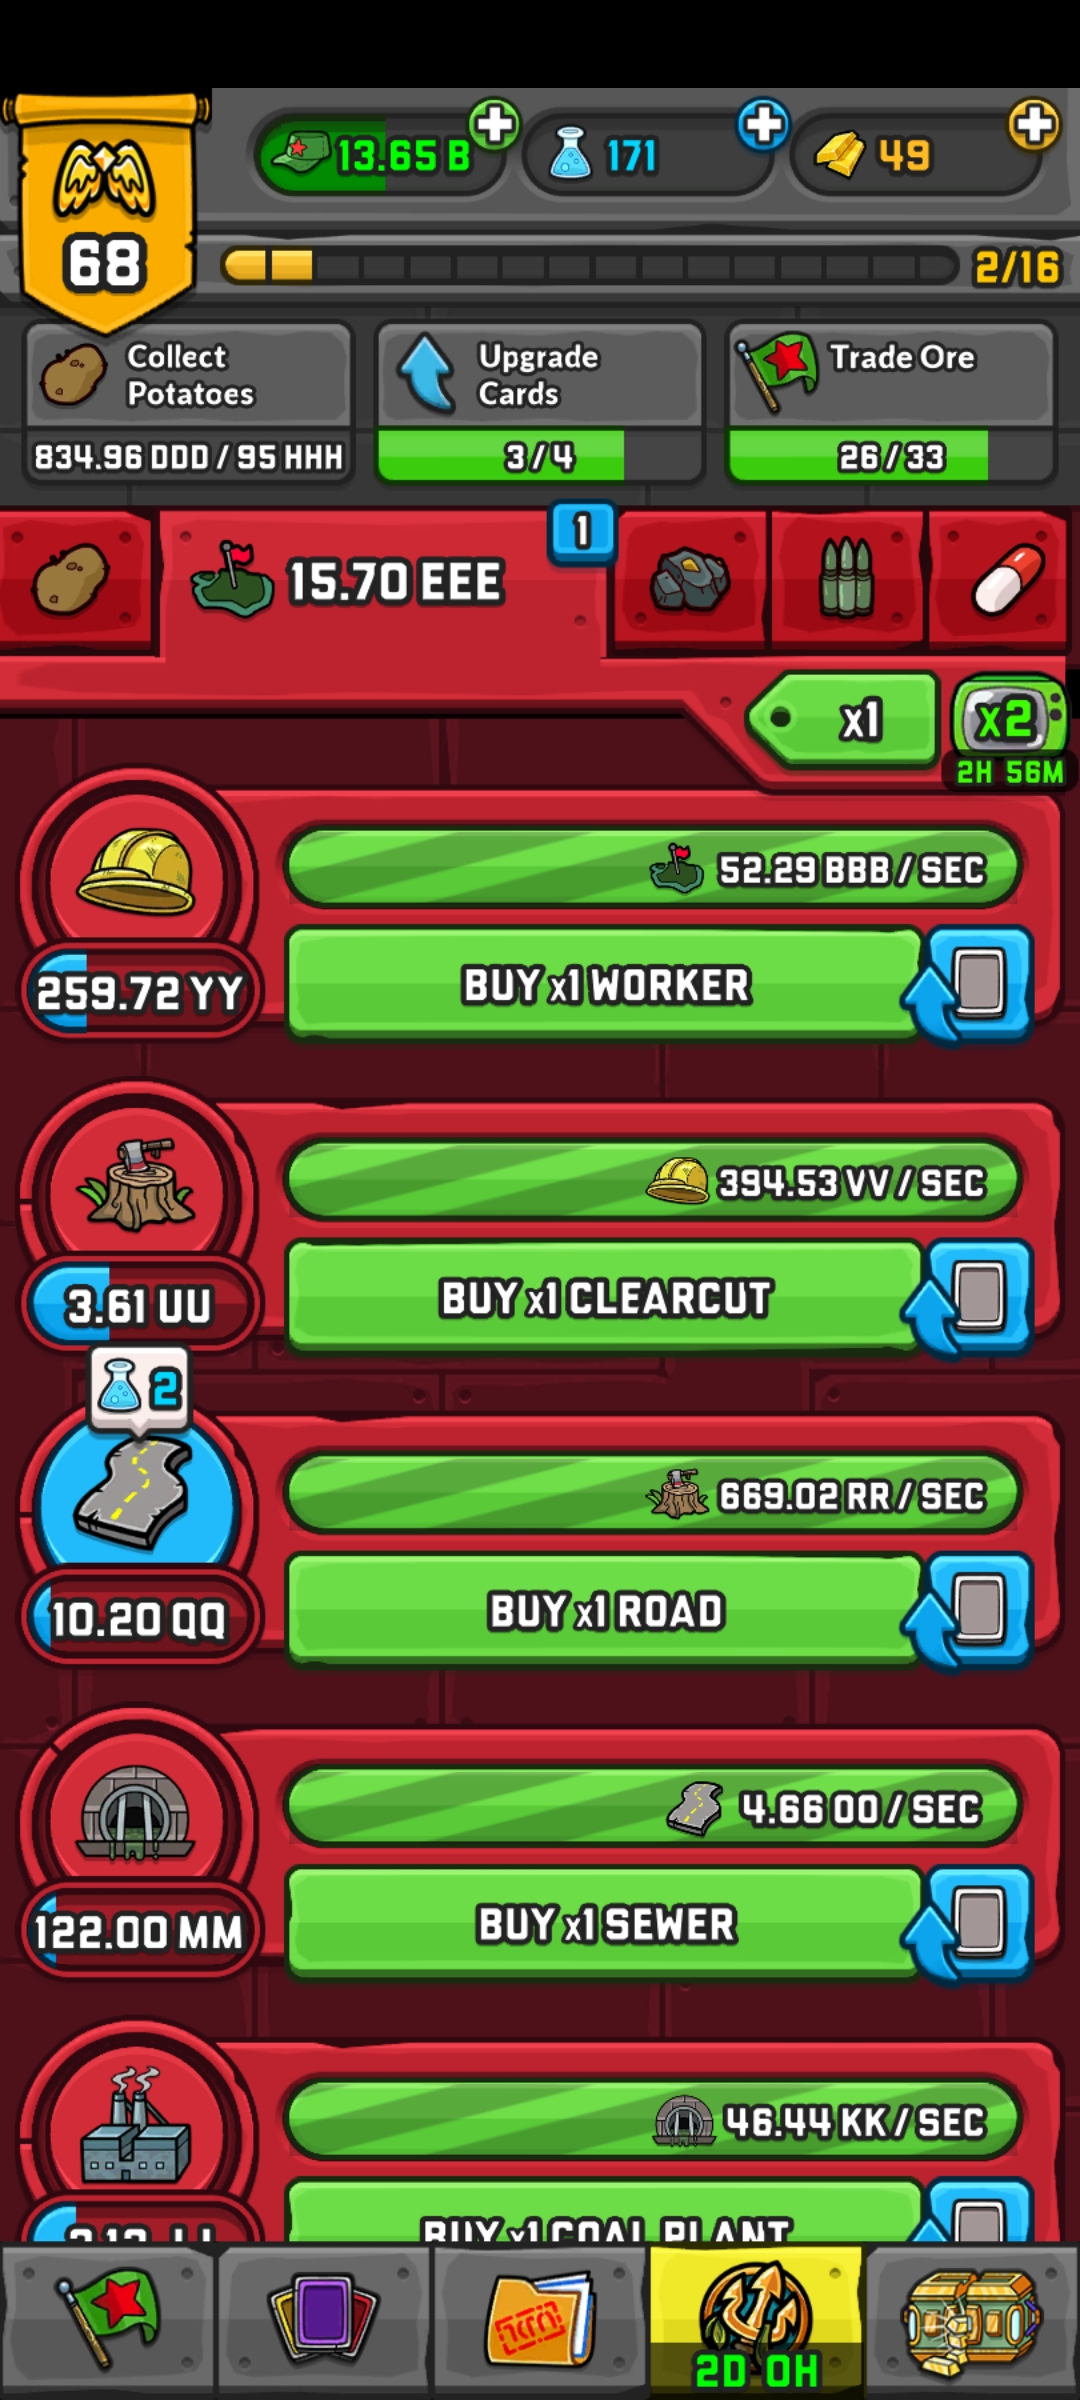 13.65 B
171
49
68
2/16
Collect
Potatoes
834.96 DDD / 95 HHH
Upgrade
Cards
3/4
Trade Ore
26/33
15.70 EEE
1
x1
x2
2H 56M
52.29 BBB / SEC
259.72 YY
BUY x1 WORKER
394.53 VV / SEC
3.61 UU
BUY x1 CLEARCUT
2
669.02 RR / SEC
10.20 QQ
BUY x1 ROAD
4.66 OO / SEC
122.00 MM
BUY x1 SEWER
46.44 KK / SEC
BUY x1 COAL PLANT
2D 0H